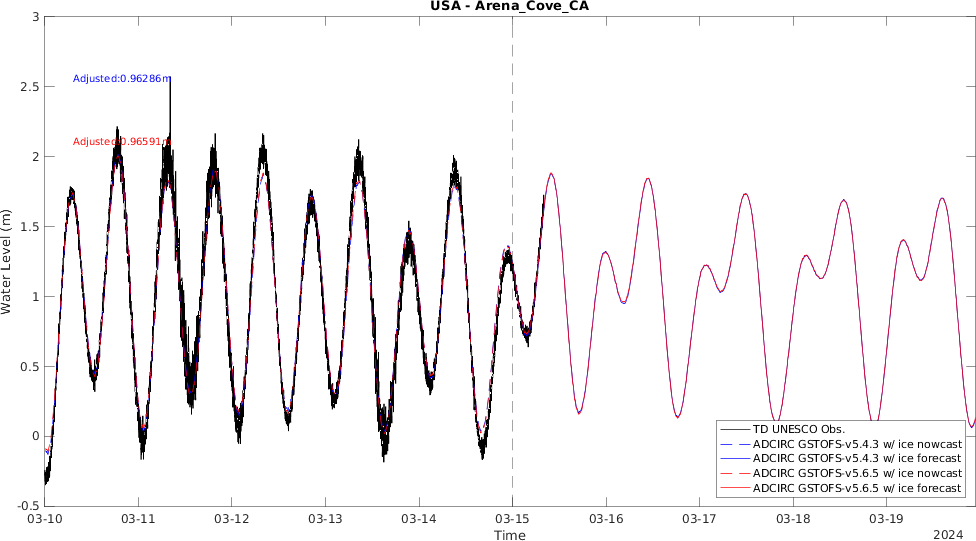 USA - Arena_Cove_CA
3
2.5
2
1.5
1
0.5
0
-0.5
Water Level (m)
Adjusted:0.96286m
Adjusted:0.96591m
TD UNESCO Obs.
ADCIRC GSTOFS-v5.4.3 w/ ice nowcast
ADCIRC GSTOFS-v5.4.3 w/ ice forecast
ADCIRC GSTOFS-v5.6.5 w/ ice nowcast
ADCIRC GSTOFS-v5.6.5 w/ ice forecast
03-10 03-11 03-12 03-13 03-14 03-15 03-16 03-17 03-18 03-19
Time
2024